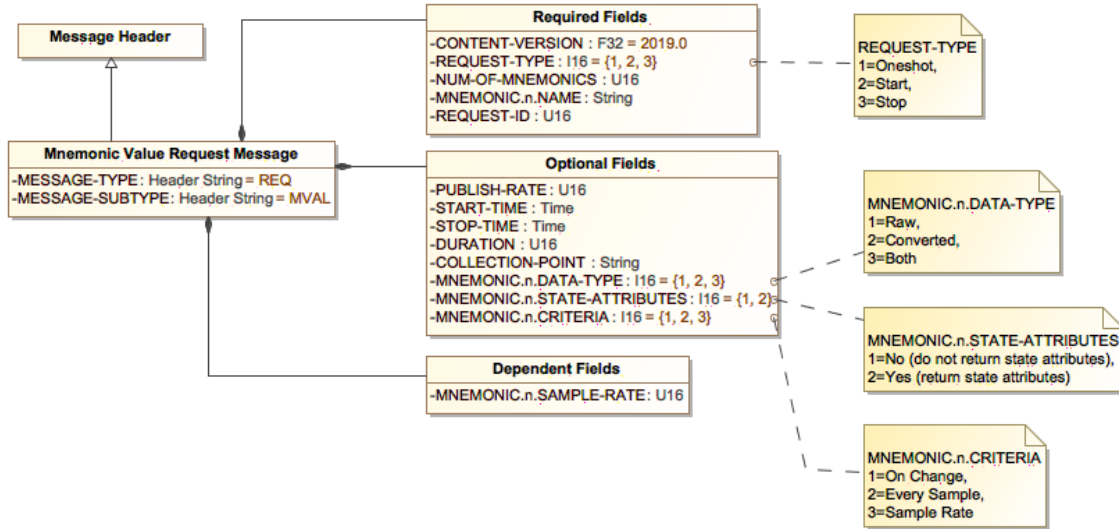 Message Header
Mnemonic Value Request Message
-MESSAGE-TYPE : Header String = REQ
-MESSAGE-SUBTYPE : Header String = MVAL
Required Fields
-CONTENT-VERSION : F32 = 2019.0
-REQUEST-TYPE : I16 = {1, 2, 3}
-NUM-OF-MNEMONICS : U16
-MNEMONIC.n.NAME : String
-REQUEST-ID : U16
REQUEST-TYPE
1=Oneshot,
2=Start,
3=Stop
Optional Fields
-PUBLISH-RATE : U16
-START-TIME : Time
-STOP-TIME : Time
-DURATION : U16
-COLLECTION-POINT : String
-MNEMONIC.n.DATA-TYPE : I16 = {1, 2, 3}
-MNEMONIC.n.STATE-ATTRIBUTES : I16 = {1, 2}
-MNEMONIC.n.CRITERIA : I16 = {1, 2, 3}
MNEMONIC.n.DATA-TYPE
1=Raw,
2=Converted,
3=Both
MNEMONIC.n.STATE-ATTRIBUTES
1=No (do not return state attributes),
2=Yes (return state attributes)
Dependent Fields
-MNEMONIC.n.SAMPLE-RATE : U16
MNEMONIC.n.CRITERIA
1=On Change,
2=Every Sample,
3=Sample Rate